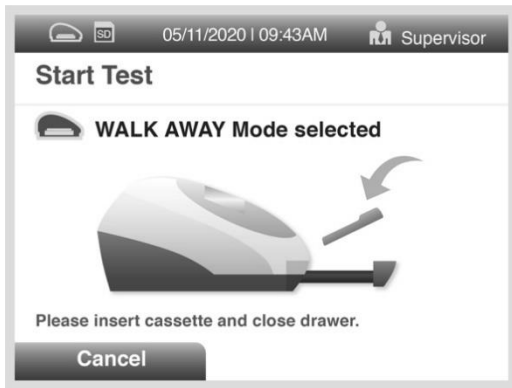 SD 05/11/2020 | 09:43AM Supervisor
Start Test
WALK AWAY Mode selected
Please insert cassette and close drawer.
Cancel